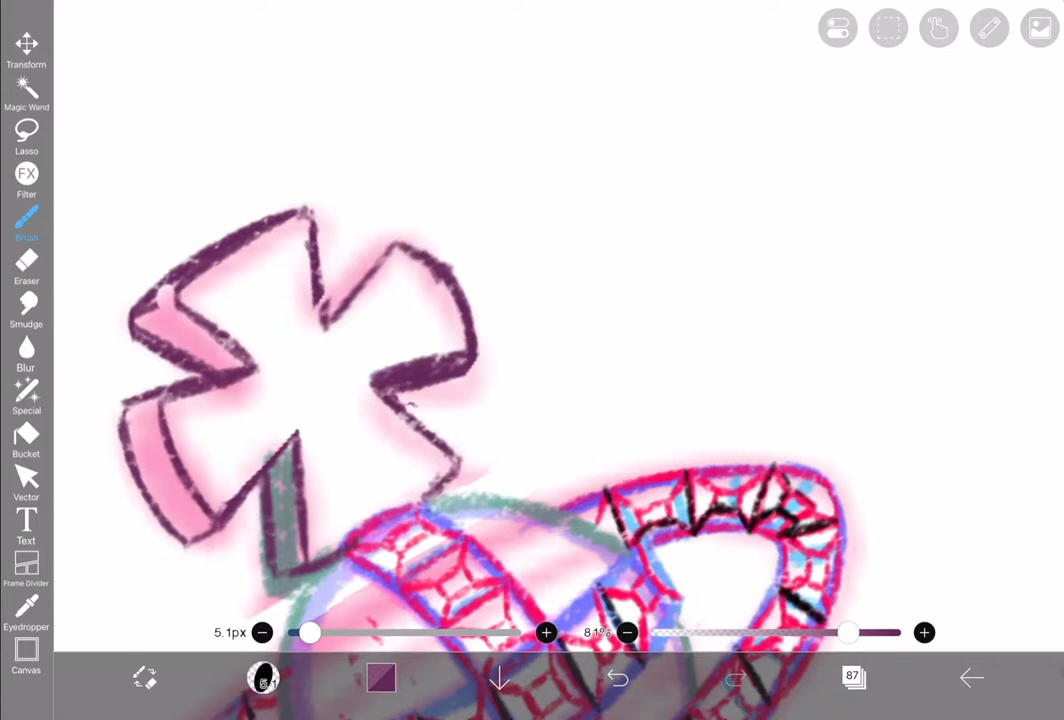 Transform
Magic Wand
Lasso
FX
Filter
Brush
Eraser
Smudge
Blur
Special
Bucket
Vector
T
Text
Frame Divider
Eyedropper
Canvas
5.1px
81%
87